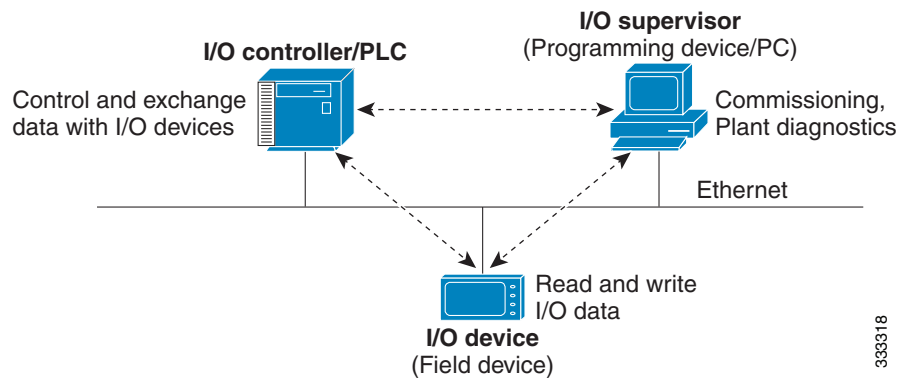 I/O supervisor
(Programming device/PC)
I/O controller/PLC
Control and exchange
data with I/O devices
Commissioning,
Plant diagnostics
Ethernet
Read and write
I/O data
I/O device
(Field device)
333318